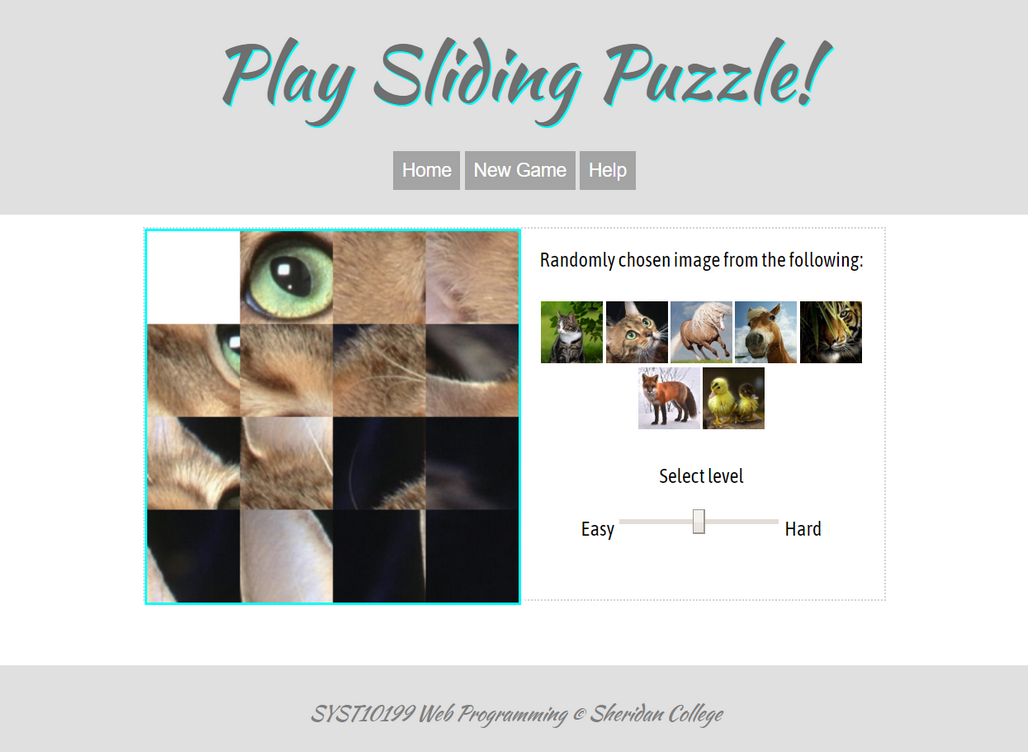 Play Sliding Puzzle!
Home New Game Help
Randomly chosen image from the following:
Select level
Easy Hard
SYST10199 Web Programming © Sheridan College